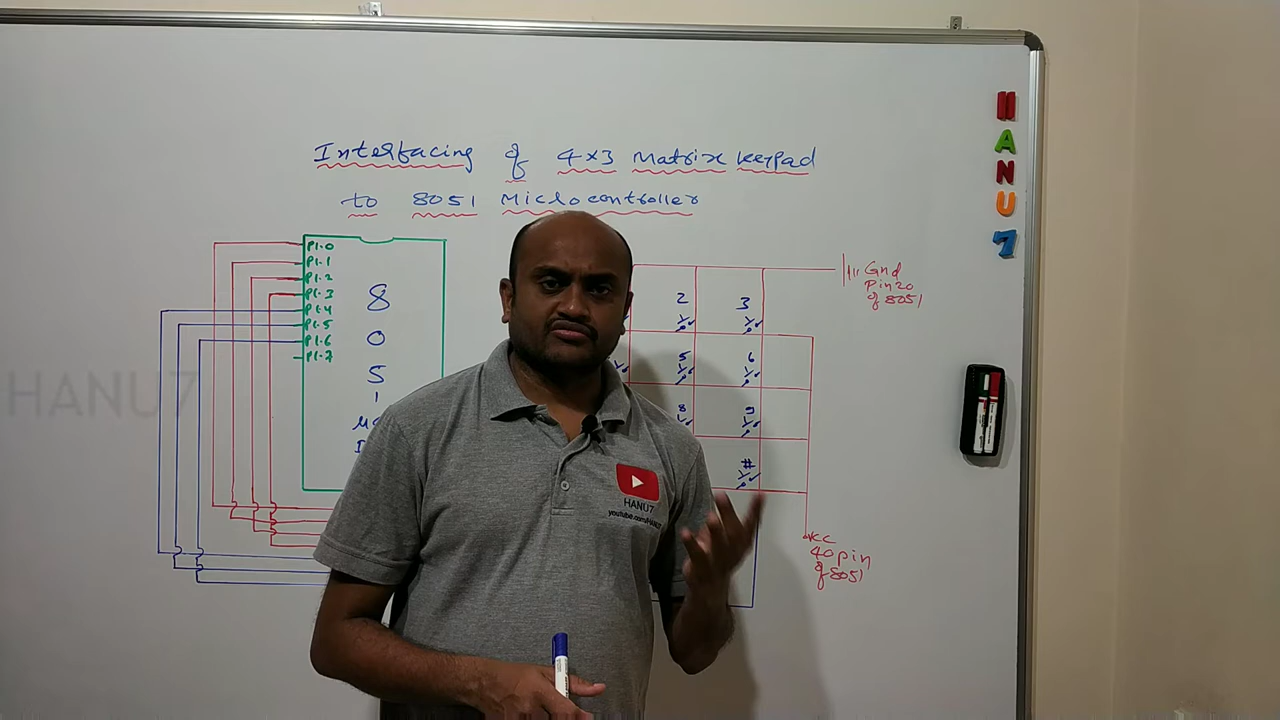 Interfacing of 4x3 Matrix keypad
to 8051 Microcontroller
H
A
N
U
7
P1.0
P1.1
P1.2
P1.3
P1.4
P1.5
P1.6
P1.7
8
0
5
1
2
3
5
6
8
9
#
Gnd
Pin 20
of 8051
Vcc
40 pin
of 8051
HANU7
HANU7